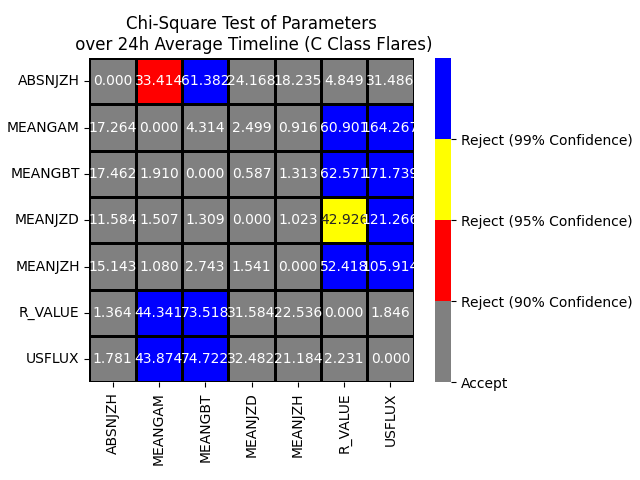 Chi-Square Test of Parameters
over 24h Average Timeline (C Class Flares)
ABSNJZH 0.000 33.414 61.382 24.168 18.235 4.849 31.486
MEANGAM 17.264 0.000 4.314 2.499 0.916 60.901 164.267
MEANGBT 17.462 1.910 0.000 0.587 1.313 62.571 171.739
MEANJZD 11.584 1.507 1.309 0.000 1.023 42.926 121.266
MEANJZH 15.143 1.080 2.743 1.541 0.000 52.418 105.914
R_VALUE 1.364 44.341 73.518 31.584 22.536 0.000 1.846
USFLUX 1.781 43.874 74.722 32.482 21.184 2.231 0.000
ABSNJZH MEANGAM MEANGBT MEANJZD MEANJZH R_VALUE USFLUX
Reject (99% Confidence)
Reject (95% Confidence)
Reject (90% Confidence)
Accept